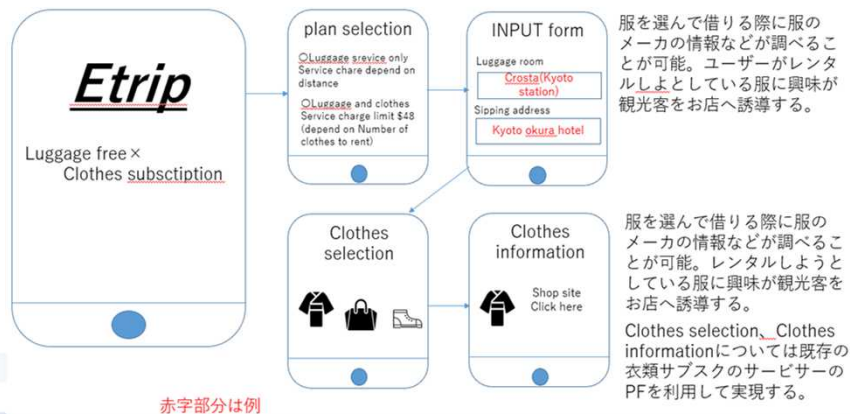 Etrip
Luggage free×
Clothes subsctiption
plan selection
〇Luggage srevice only
Service chare depend on
distance
〇Luggage and clothes
Service charge limit $48
(depend on Number of
clothes to rent)
INPUT form
Luggage room
Crosta(Kyoto
station)
Sipping address
Kyoto okura hotel
服を選んで借りる際に服の
メーカの情報などが調べるこ
とが可能。ユーザーがレンタ
ルしよとしている服に興味が
観光客をお店へ誘導する。
Clothes
selection
Clothes
information
Shop site
Click here
服を選んで借りる際に服の
メーカの情報などが調べるこ
とが可能。レンタルしようと
している服に興味が観光客を
お店へ誘導する。
Clothes selection、Clothes
informationについては既存の
衣類サブスクのサービサーの
PFを利用して実現する。
赤字部分は例